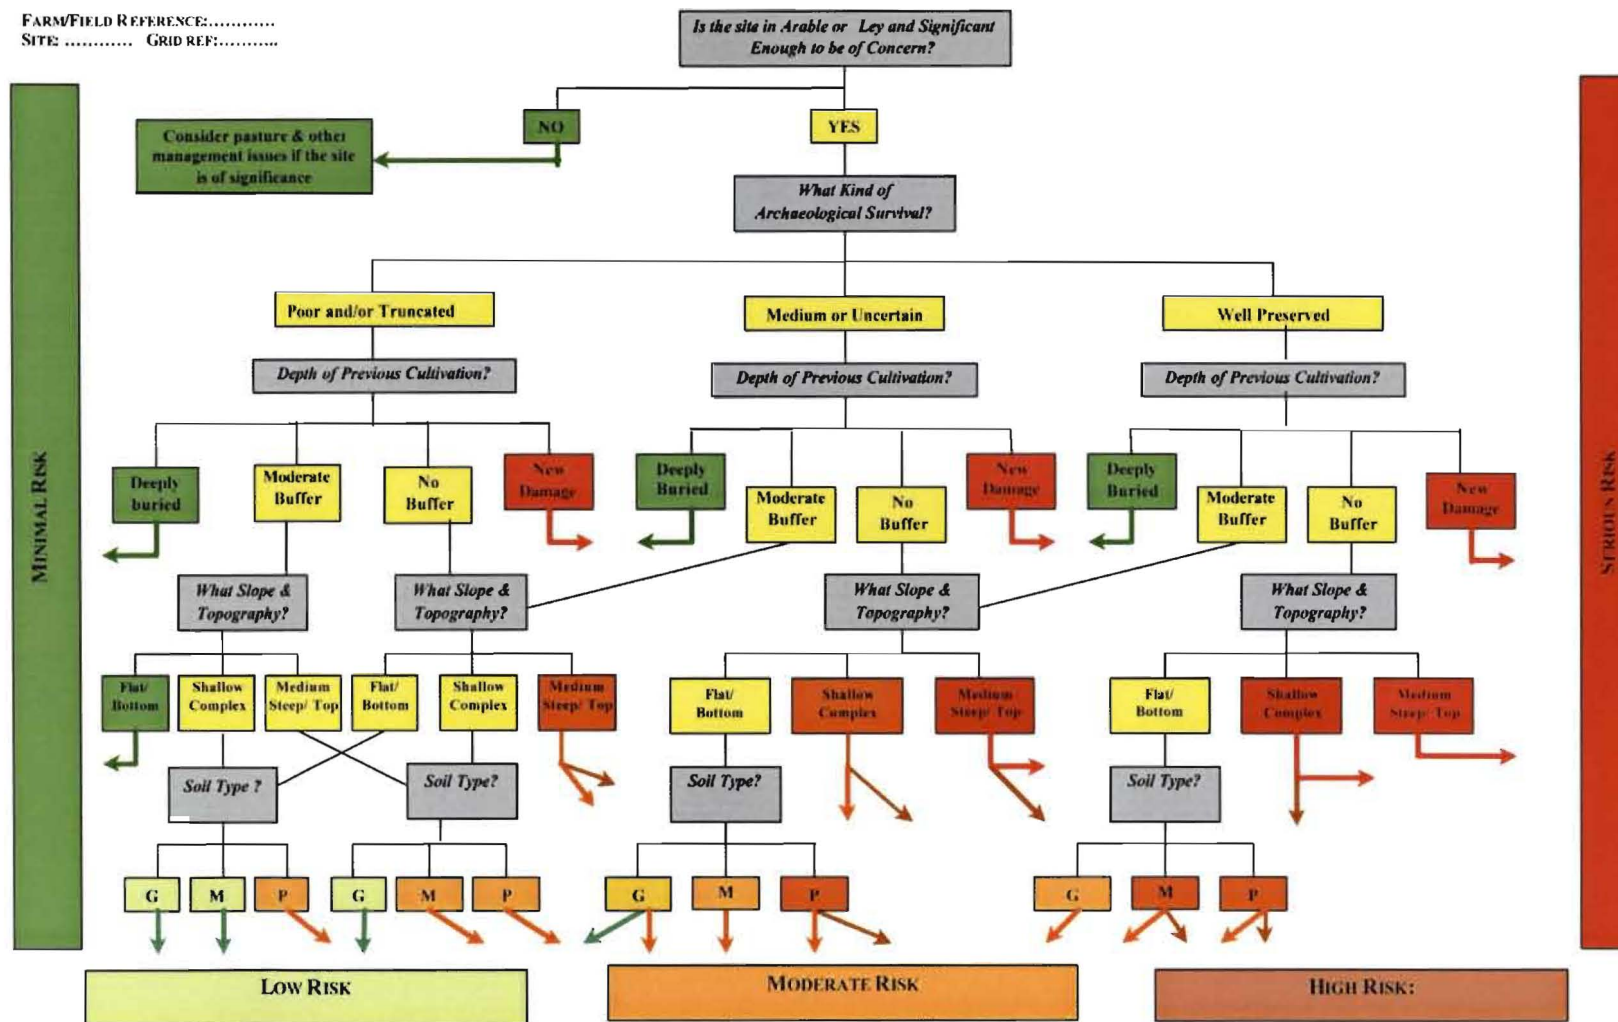 FARM/FIELD REFERENCE:............
SITE: ............ GRID REF:..........
Is the site in Arable or Ley and Significant
Enough to be of Concern?
NO
YES
Consider pasture & other
management issues if the site
is of significance
What Kind of
Archaeological Survival?
Poor and/or Truncated
Medium or Uncertain
Well Preserved
Depth of Previous Cultivation?
Depth of Previous Cultivation?
Depth of Previous Cultivation?
Deeply
buried
Moderate
Buffer
No
Buffer
New
Damage
Deeply
Buried
Moderate
Buffer
No
Buffer
New
Damage
Deeply
Buried
Moderate
Buffer
No
Buffer
New
Damage
MINIMAL RISK
SERIOUS RISK
What Slope &
Topography?
What Slope &
Topography?
What Slope &
Topography?
What Slope &
Topography?
Flat/
Bottom
Shallow
Complex
Medium
Steep/ Top
Flat/
Bottom
Shallow
Complex
Medium
Steep/ Top
Flat/
Bottom
Shallow
Complex
Medium
Steep/ Top
Flat/
Bottom
Shallow
Complex
Medium
Steep/ Top
Soil Type ?
Soil Type?
Soil Type?
Soil Type?
G
M
P
G
M
P
G
M
P
G
M
P
LOW RISK
MODERATE RISK
HIGH RISK: